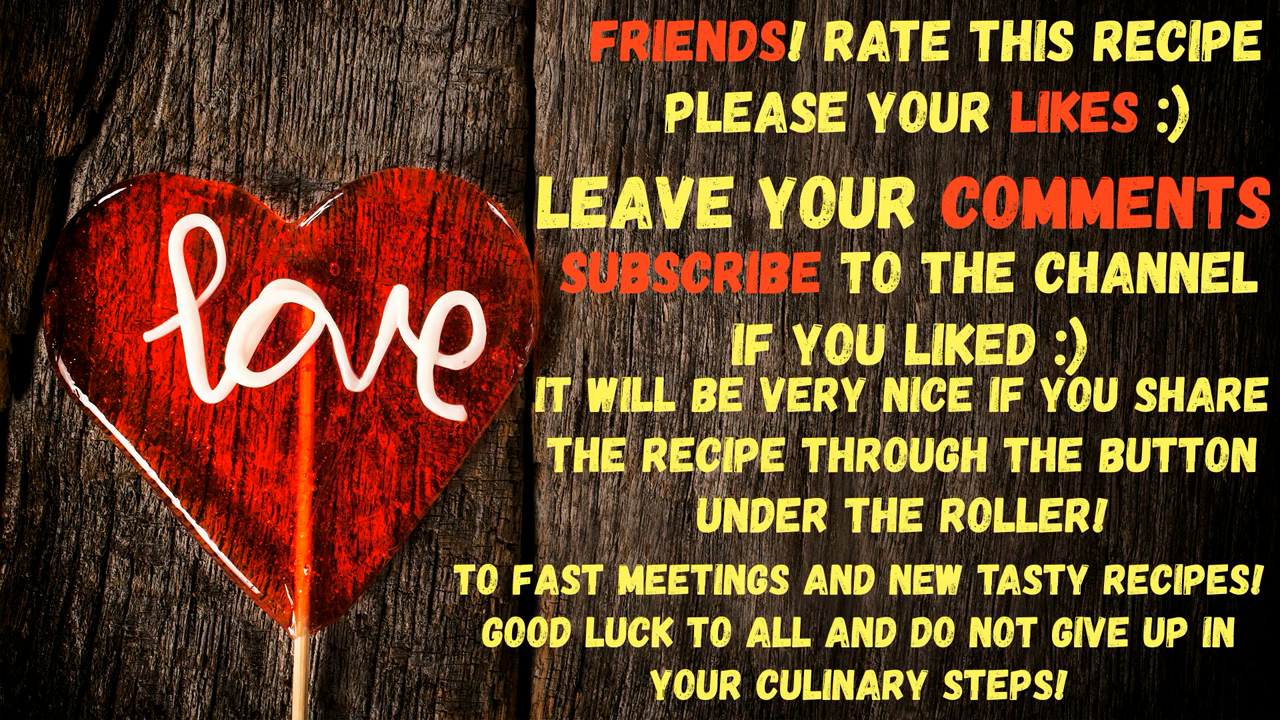 love
FRIENDS! RATE THIS RECIPE
PLEASE YOUR LIKES :)
LEAVE YOUR COMMENTS
SUBSCRIBE TO THE CHANNEL
IF YOU LIKED :)
IT WILL BE VERY NICE IF YOU SHARE
THE RECIPE THROUGH THE BUTTON
UNDER THE ROLLER!
TO FAST MEETINGS AND NEW TASTY RECIPES!
GOOD LUCK TO ALL AND DO NOT GIVE UP IN
YOUR CULINARY STEPS!